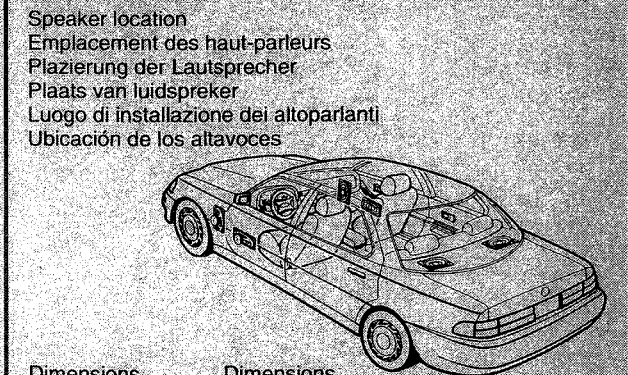 Speaker location
Emplacement des haut-parleurs
Plazierung der Lautsprecher
Plaats van luidspreker
Luogo di installazione dei altoparlanti
Ubicación de los altavoces
Dimensions Dimensions